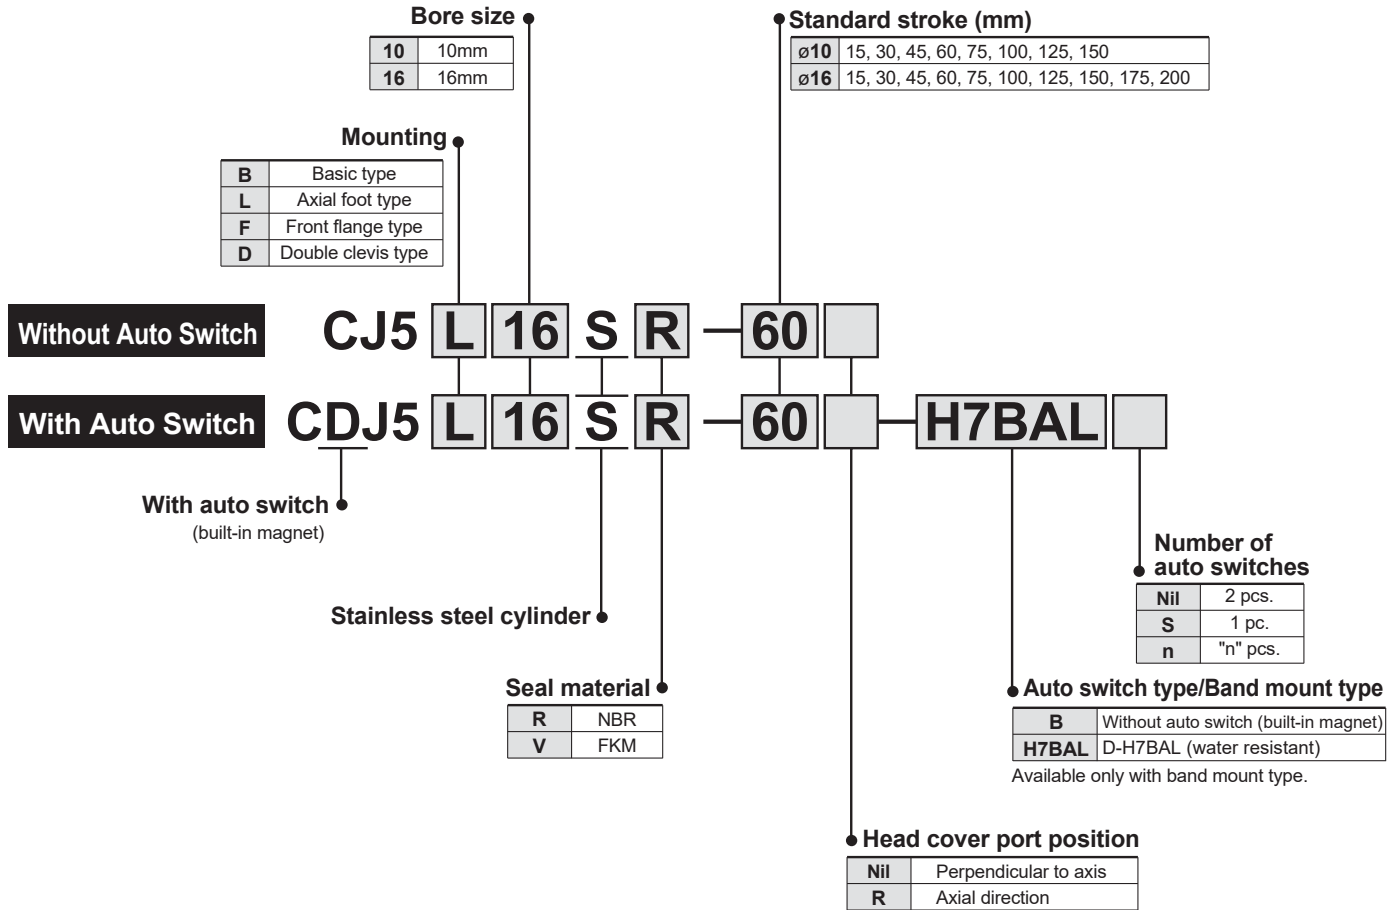 Bore size
10 10mm
16 16mm
Standard stroke (mm)
ø10 15, 30, 45, 60, 75, 100, 125, 150
ø16 15, 30, 45, 60, 75, 100, 125, 150, 175, 200
Mounting
B Basic type
L Axial foot type
F Front flange type
D Double clevis type
Without Auto Switch CJ5 L 16 S R — 60
With Auto Switch CDJ5 L 16 S R — 60 — H7BAL
With auto switch
(built-in magnet)
Stainless steel cylinder
Seal material
R NBR
V FKM
Number of
auto switches
Nil 2 pcs.
S 1 pc.
n "n" pcs.
Auto switch type/Band mount type
B Without auto switch (built-in magnet)
H7BAL D-H7BAL (water resistant)
Available only with band mount type.
Head cover port position
Nil Perpendicular to axis
R Axial direction